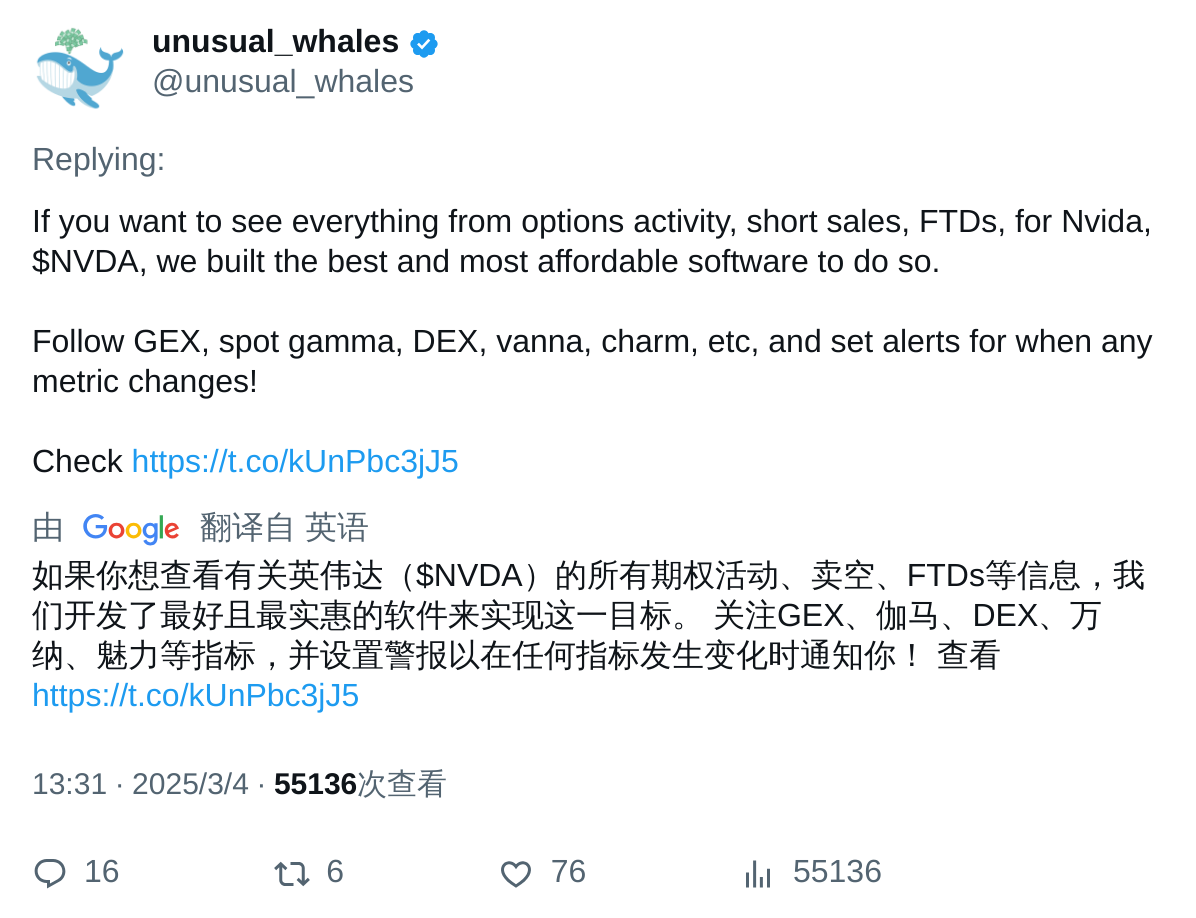 unusual_whales
@unusual_whales
Replying:
If you want to see everything from options activity, short sales, FTDs, for Nvida,
$NVDA, we built the best and most affordable software to do so.
Follow GEX, spot gamma, DEX, vanna, charm, etc, and set alerts for when any
metric changes!
Check https://t.co/kUnPbc3jJ5
由 Google 翻译自 英语
如果你想查看有关英伟达（$NVDA）的所有期权活动、卖空、FTDs等信息，我
们开发了最好且最实惠的软件来实现这一目标。 关注GEX、伽马、DEX、万
纳、魅力等指标，并设置警报以在任何指标发生变化时通知你！ 查看
https://t.co/kUnPbc3jJ5
13:31 · 2025/3/4 · 55136次查看
16 6 76 55136